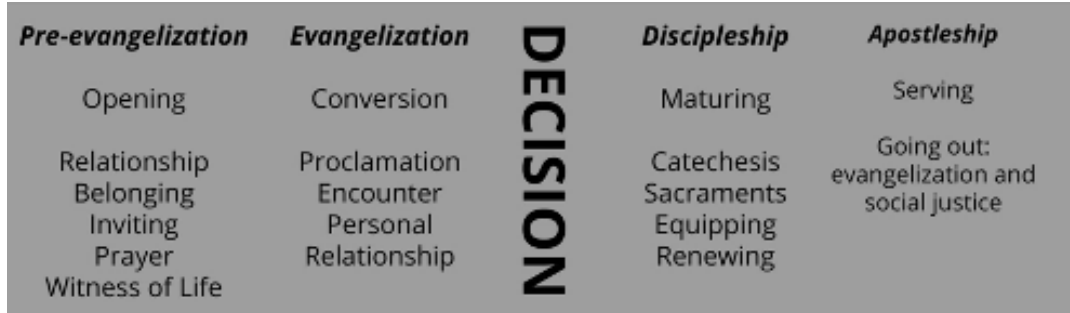 Pre-evangelization
Opening
Relationship
Belonging
Inviting
Prayer
Witness of Life
Evangelization
Conversion
Proclamation
Encounter
Personal
Relationship
DECISION
Discipleship
Maturing
Catechesis
Sacraments
Equipping
Renewing
Apostleship
Serving
Going out:
evangelization and
social justice